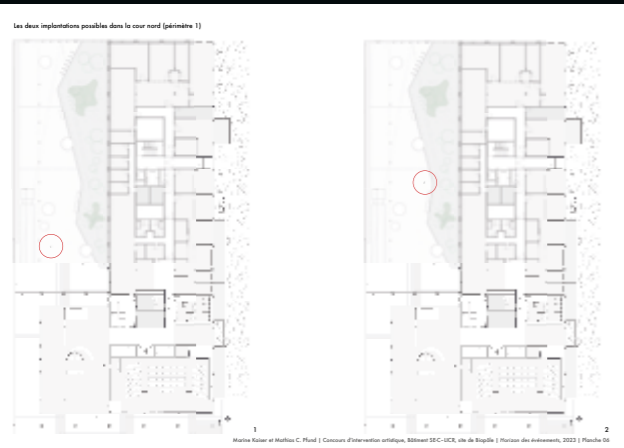 Les deux implantations possibles dans la cour nord (périmètre 1)
1
2
Marine Kaiser et Mathias C. Pfund | Concours d'intervention artistique, Bâtiment SEC–UCR, site de Biopôle | Horizon des événements, 2023 | Planche 06